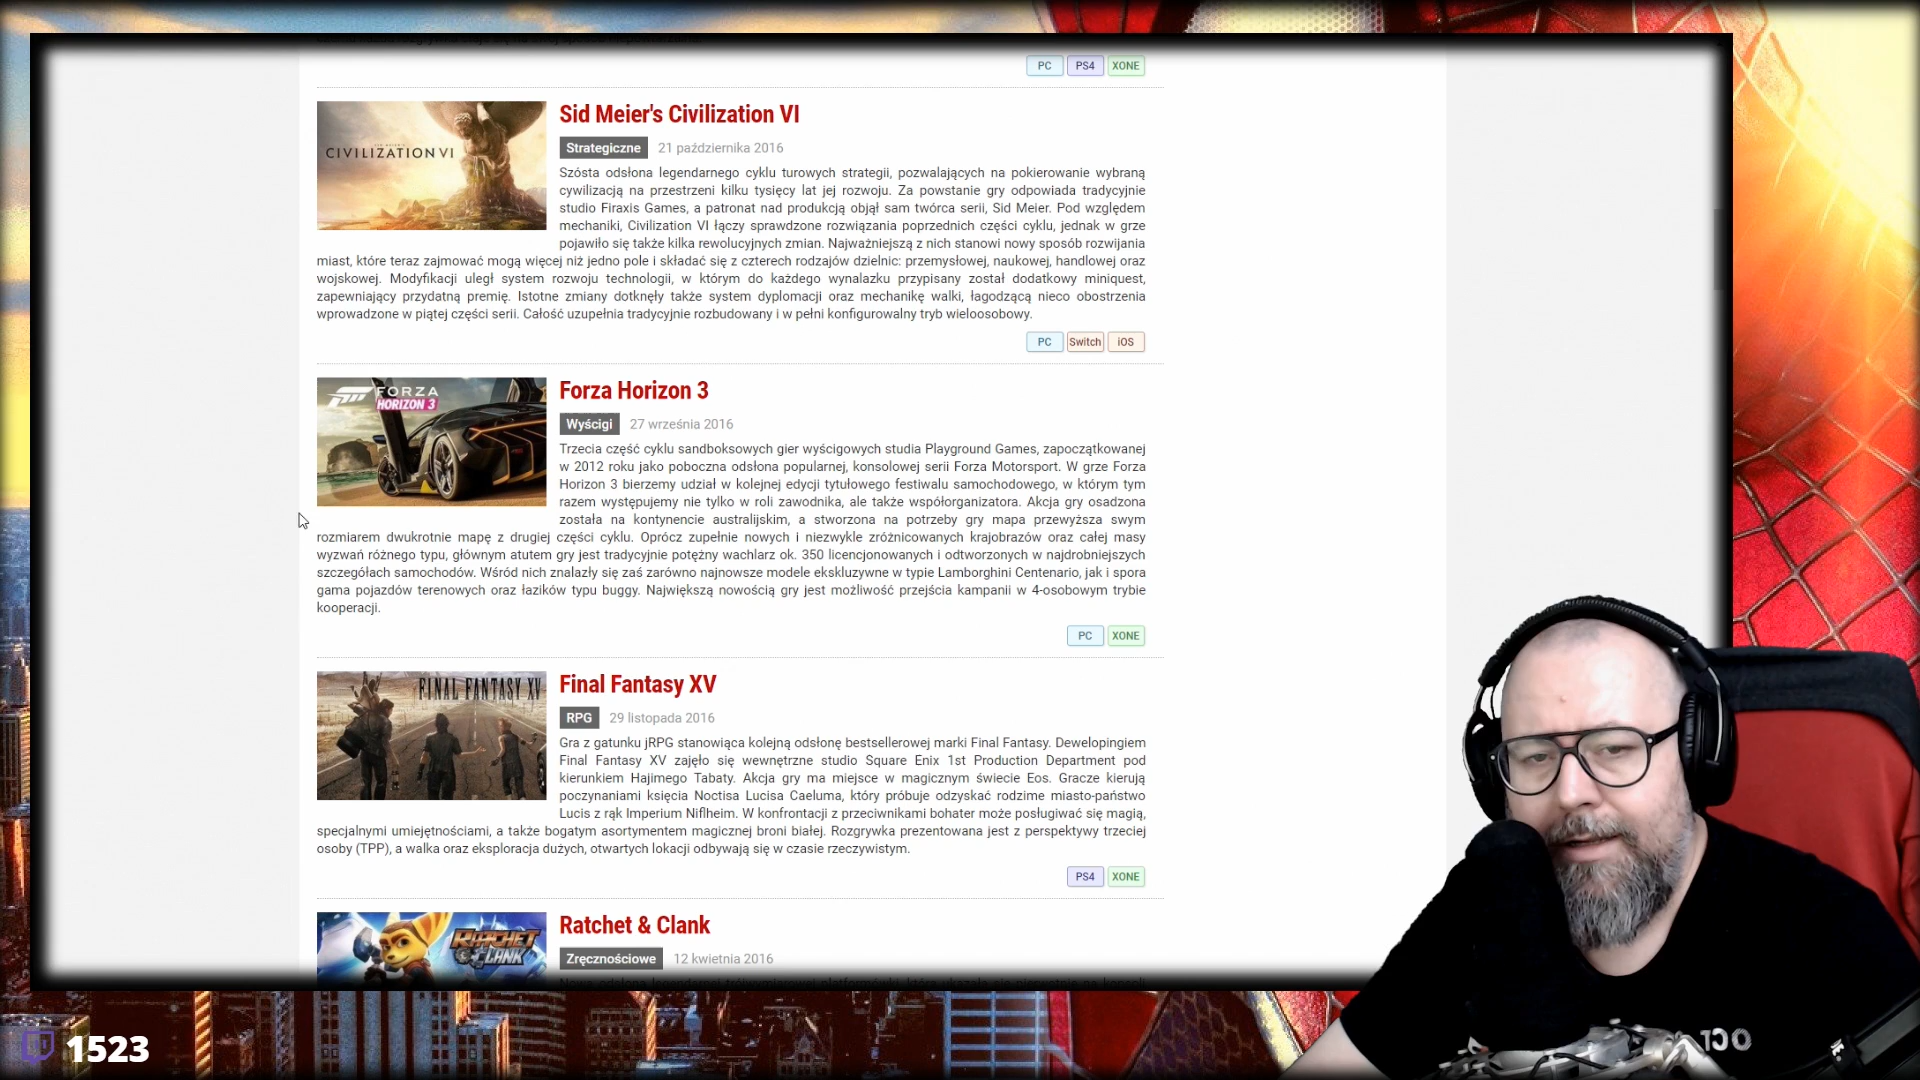 PC PS4 XONE
CIVILIZATION VI
Sid Meier's Civilization VI
Strategiczne 21 października 2016
Szósta odsłona legendarnego cyklu turowych strategii, pozwalających na pokierowanie wybraną
cywilizacją na przestrzeni kilku tysięcy lat jej rozwoju. Za powstanie gry odpowiada tradycyjnie
studio Firaxis Games, a patronat nad produkcją objął sam twórca serii, Sid Meier. Pod względem
mechaniki, Civilization VI łączy sprawdzone rozwiązania poprzednich części cyklu, jednak w grze
pojawiło się także kilka rewolucyjnych zmian. Najważniejszą z nich stanowi nowy sposób rozwijania
miast, które teraz zajmować mogą więcej niż jedno pole i składać się z czterech rodzajów dzielnic: przemysłowej, naukowej, handlowej oraz
wojskowej. Modyfikacji uległ system rozwoju technologii, w którym do każdego wynalazku przypisany został dodatkowy miniquest,
zapewniający przydatną premię. Istotne zmiany dotknęły także system dyplomacji oraz mechanikę walki, łagodzącą nieco obostrzenia
wprowadzone w piątej części serii. Całość uzupełnia tradycyjnie rozbudowany i w pełni konfigurowalny tryb wieloosobowy.
PC Switch iOS
FORZA
HORIZON 3
Forza Horizon 3
Wyścigi 27 września 2016
Trzecia część cyklu sandboksowych gier wyścigowych studia Playground Games, zapoczątkowanej
w 2012 roku jako poboczna odsłona popularnej, konsolowej serii Forza Motorsport. W grze Forza
Horizon 3 bierzemy udział w kolejnej edycji tytułowego festiwalu samochodowego, w którym tym
razem występujemy nie tylko w roli zawodnika, ale także współorganizatora. Akcja gry osadzona
została na kontynencie australijskim, a stworzona na potrzeby gry mapa przewyższa swym
rozmiarem dwukrotnie mapę z drugiej części cyklu. Oprócz zupełnie nowych i niezwykle zróżnicowanych krajobrazów oraz całej masy
wyzwań różnego typu, głównym atutem gry jest tradycyjnie potężny wachlarz ok. 350 licencjonowanych i odtworzonych w najdrobniejszych
szczegółach samochodów. Wśród nich znalazły się zaś zarówno najnowsze modele ekskluzywne w typie Lamborghini Centenario, jak i spora
gama pojazdów terenowych oraz łazików typu buggy. Największą nowością gry jest możliwość przejścia kampanii w 4-osobowym trybie
kooperacji.
PC XONE
FINAL FANTASY XV
Final Fantasy XV
RPG 29 listopada 2016
Gra z gatunku jRPG stanowiąca kolejną odsłonę bestsellerowej marki Final Fantasy. Dewelopingiem
Final Fantasy XV zajęło się wewnętrzne studio Square Enix 1st Production Department pod
kierunkiem Hajimego Tabaty. Akcja gry ma miejsce w magicznym świecie Eos. Gracze kierują
poczynaniami księcia Noctisa Lucisa Caeluma, który próbuje odzyskać rodzime miasto-państwo
Lucis z rąk Imperium Niflheim. W konfrontacji z przeciwnikami bohater może posługiwać się magią,
specjalnymi umiejętnościami, a także bogatym asortymentem magicznej broni białej. Rozgrywka prezentowana jest z perspektywy trzeciej
osoby (TPP), a walka oraz eksploracja dużych, otwartych lokacji odbywają się w czasie rzeczywistym.
PS4 XONE
RATCHET
& CLANK
Ratchet & Clank
Zręcznościowe 12 kwietnia 2016
1523